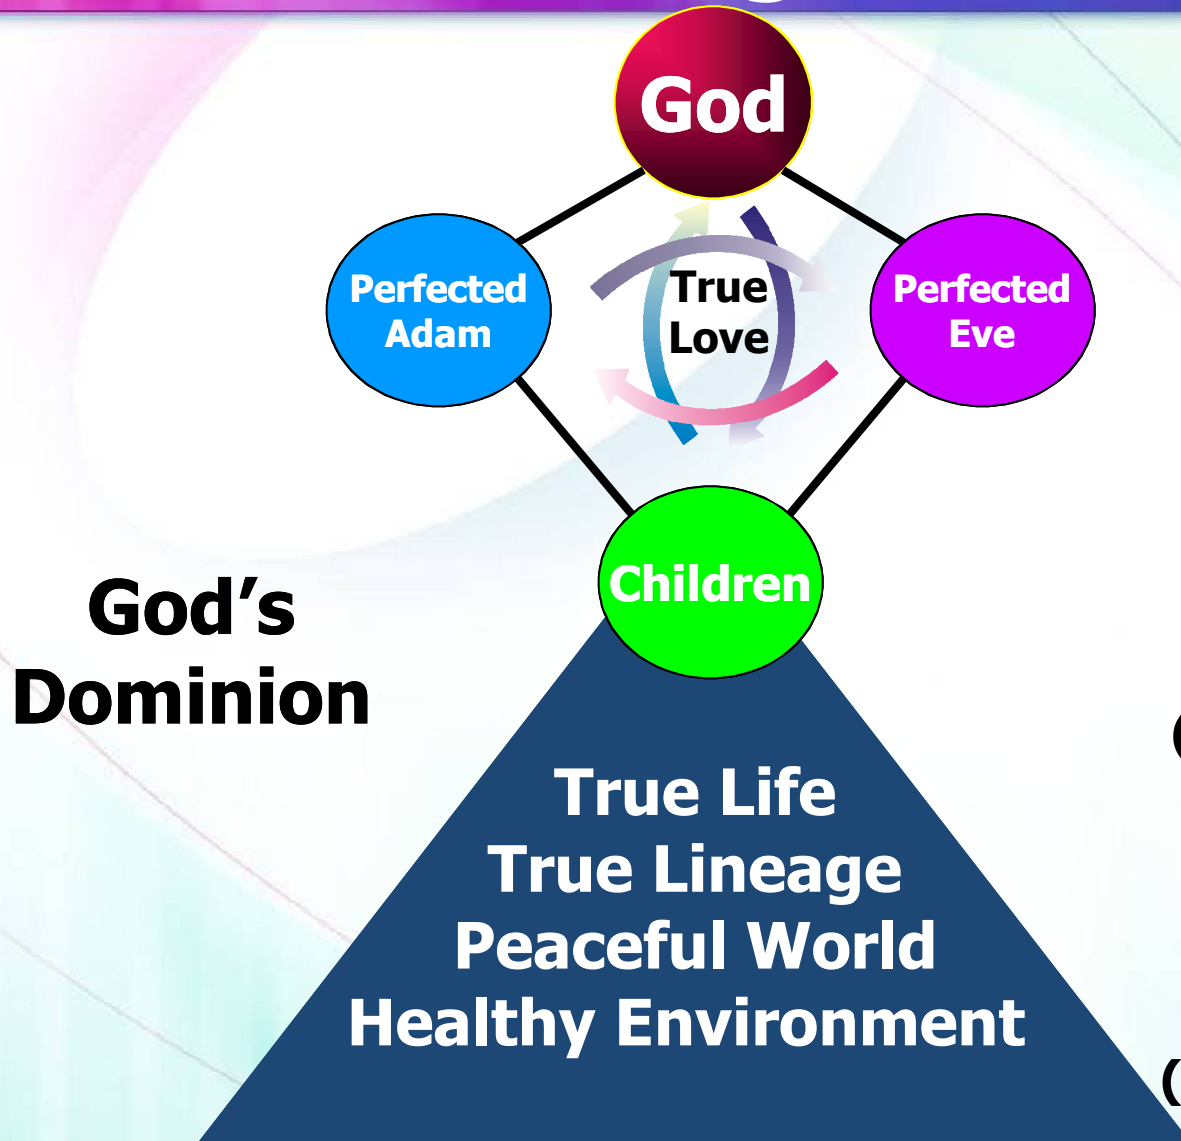 God
Perfected
Adam
True
Love
Perfected
Eve
Children
God’s
Dominion
True Life
True Lineage
Peaceful World
Healthy Environment
(
(